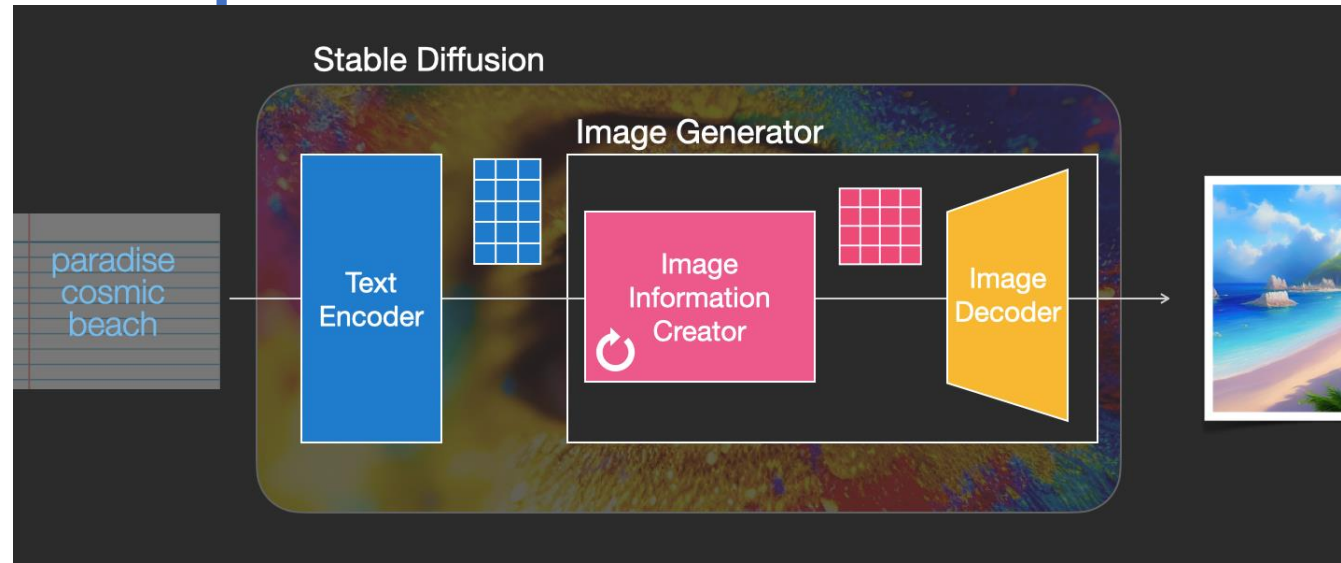 Stable Diffusion
Image Generator
paradise
cosmic
beach
Text
Encoder
Image
Information
Creator
Image
Decoder